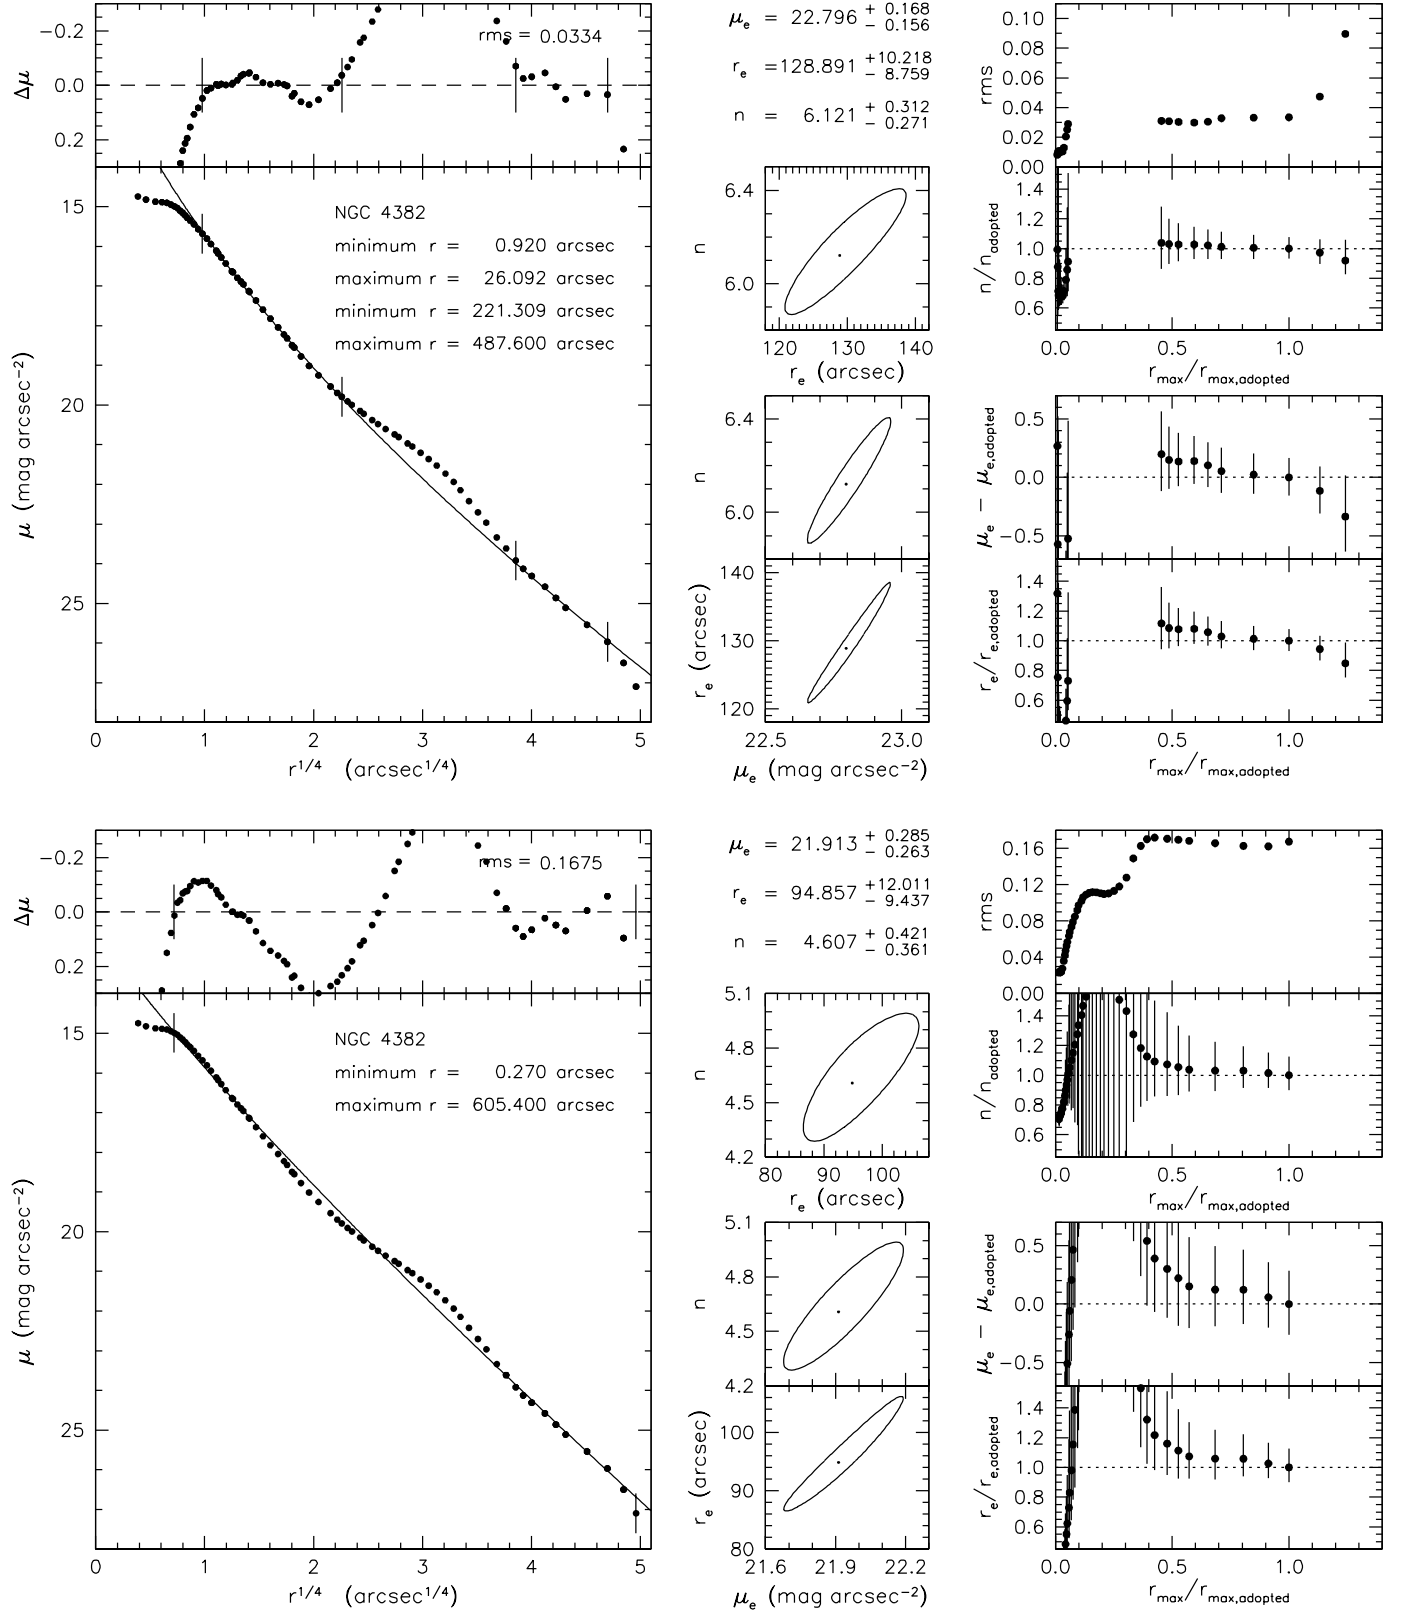 −0.2
0.0
0.2
Δμ
rms = 0.0334
15
20
25
μ (mag arcsec−2)
NGC 4382
minimum r = 0.920 arcsec
maximum r = 26.092 arcsec
minimum r = 221.309 arcsec
maximum r = 487.600 arcsec
0 1 2 3 4 5
r1/4 (arcsec1/4)
μe = 22.796 + 0.168 − 0.156
re =128.891 +10.218 − 8.759
n = 6.121 + 0.312 − 0.271
6.4
6.0
n
120 130 140
re (arcsec)
6.4
6.0
n
140
130
120
re (arcsec)
22.5 23.0
μe (mag arcsec−2)
0.10
0.08
0.06
0.04
0.02
0.00
rms
1.4
1.2
1.0
0.8
0.6
n/nadopted
0.0 0.5 1.0
rmax/rmax,adopted
0.5
0.0
−0.5
μe − μe,adopted
1.4
1.2
1.0
0.8
0.6
re/re,adopted
0.0 0.5 1.0
rmax/rmax,adopted
−0.2
0.0
0.2
Δμ
rms = 0.1675
15
20
25
μ (mag arcsec−2)
NGC 4382
minimum r = 0.270 arcsec
maximum r = 605.400 arcsec
0 1 2 3 4 5
r1/4 (arcsec1/4)
μe = 21.913 + 0.285 − 0.263
re = 94.857 +12.011 − 9.437
n = 4.607 + 0.421 − 0.361
5.1
4.8
4.5
4.2
n
80 90 100
re (arcsec)
5.1
4.8
4.5
4.2
n
100
90
80
re (arcsec)
21.6 21.9 22.2
μe (mag arcsec−2)
0.16
0.12
0.08
0.04
0.00
rms
1.4
1.2
1.0
0.8
0.6
n/nadopted
0.0 0.5 1.0
rmax/rmax,adopted
0.5
0.0
−0.5
μe − μe,adopted
1.4
1.2
1.0
0.8
0.6
re/re,adopted
0.0 0.5 1.0
rmax/rmax,adopted